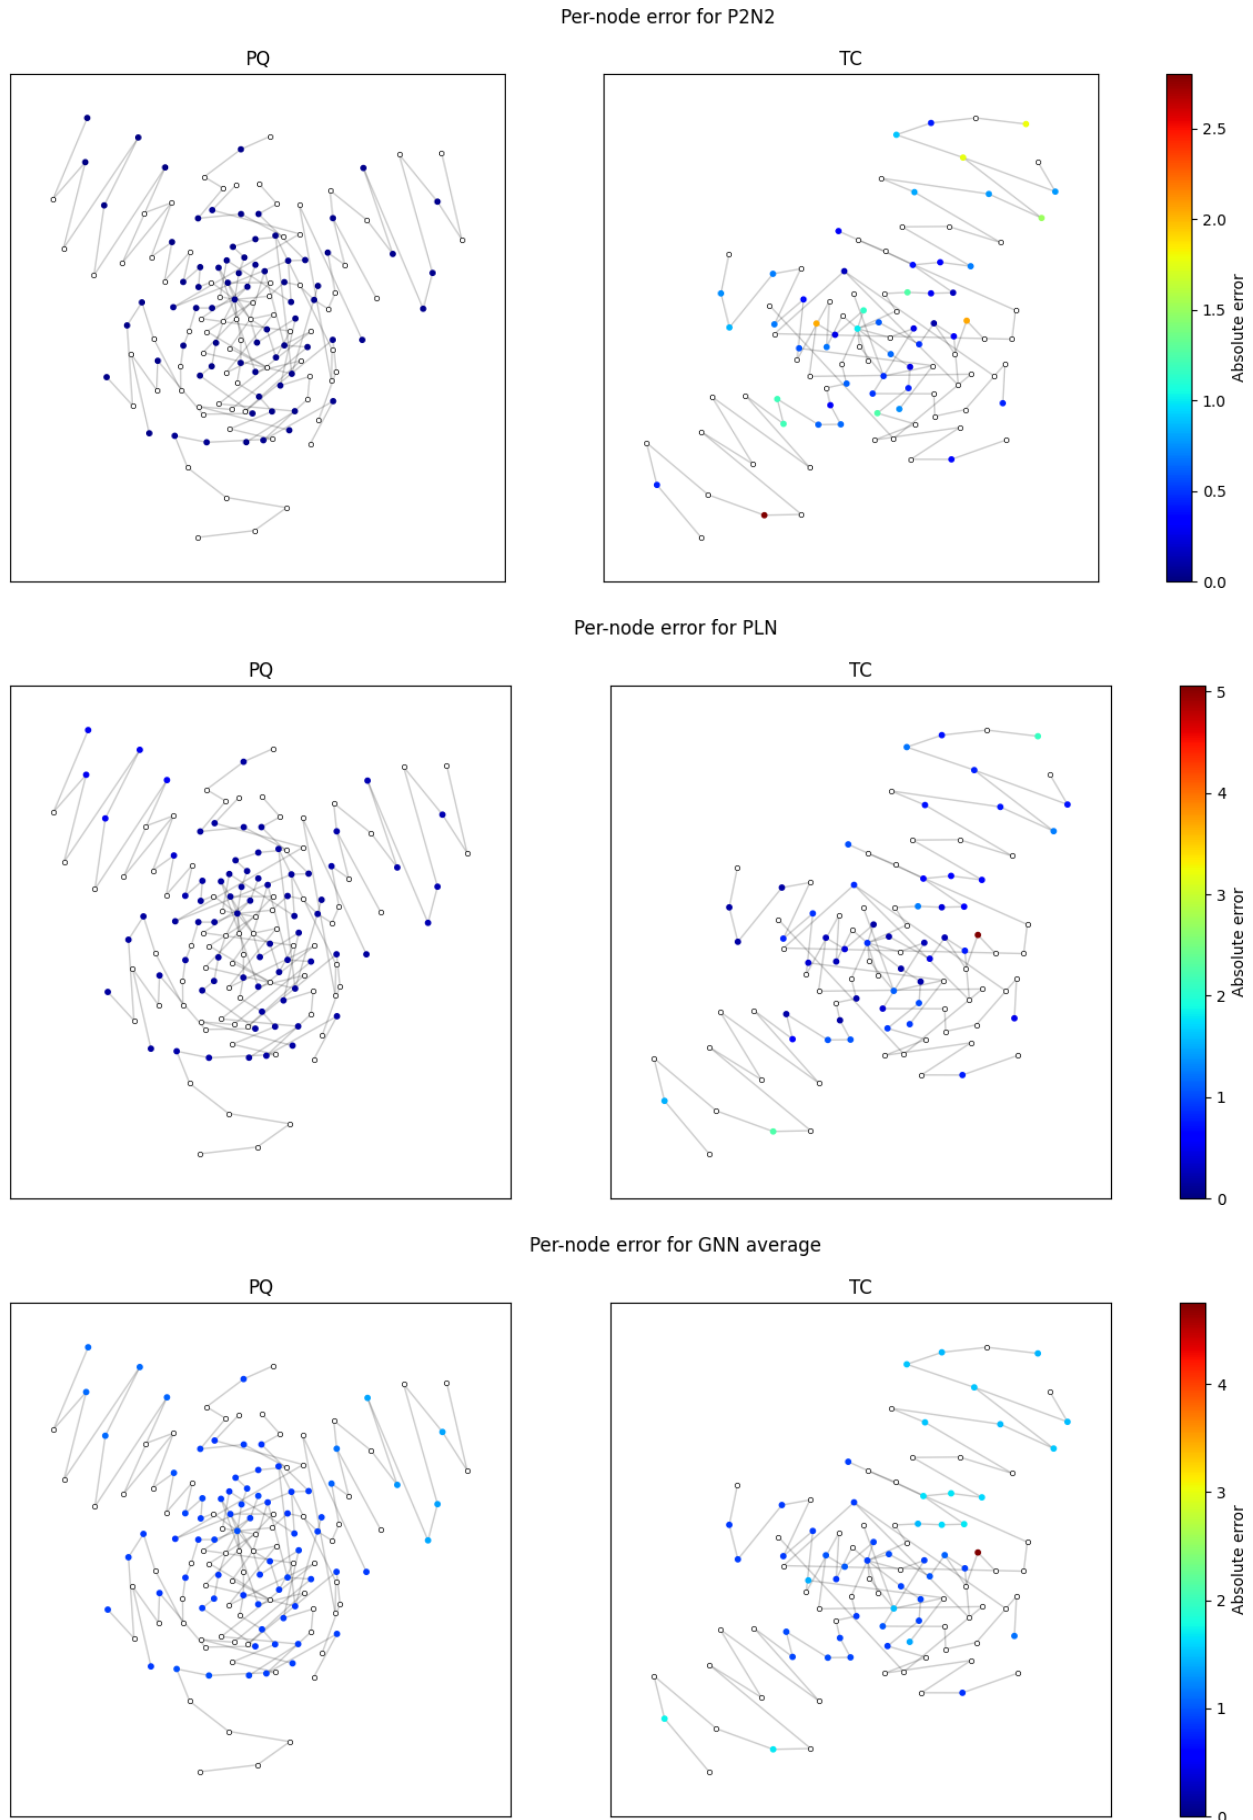 Per-node error for P2N2
PQ
TC
2.5
2.0
1.5
1.0
0.5
0.0
Absolute error
Per-node error for PLN
PQ
TC
5
4
3
2
1
0
Absolute error
Per-node error for GNN average
PQ
TC
4
3
2
1
0
Absolute error